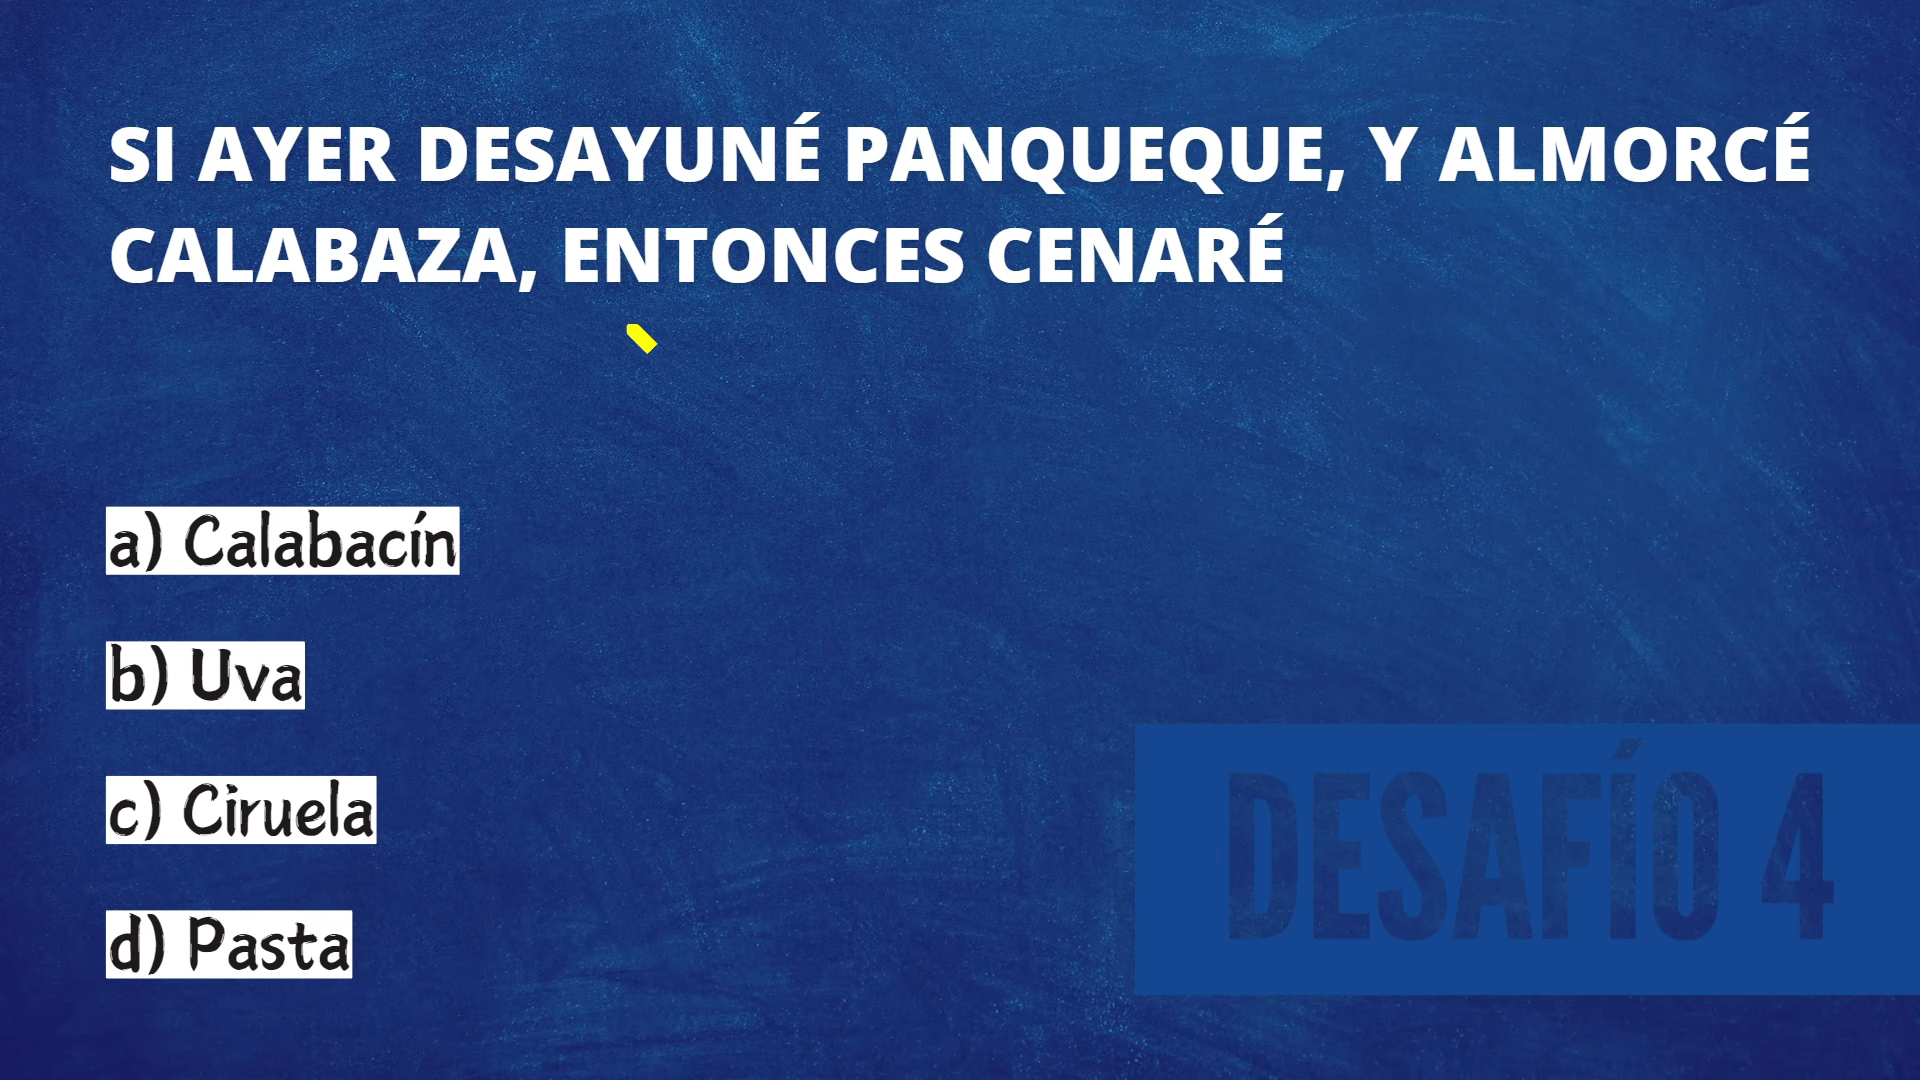 SI AYER DESAYUNÉ PANQUEQUE, Y ALMORCÉ
CALABAZA, ENTONCES CENARÉ
a) Calabacín
b) Uva
c) Ciruela
d) Pasta
DESAFÍO 4